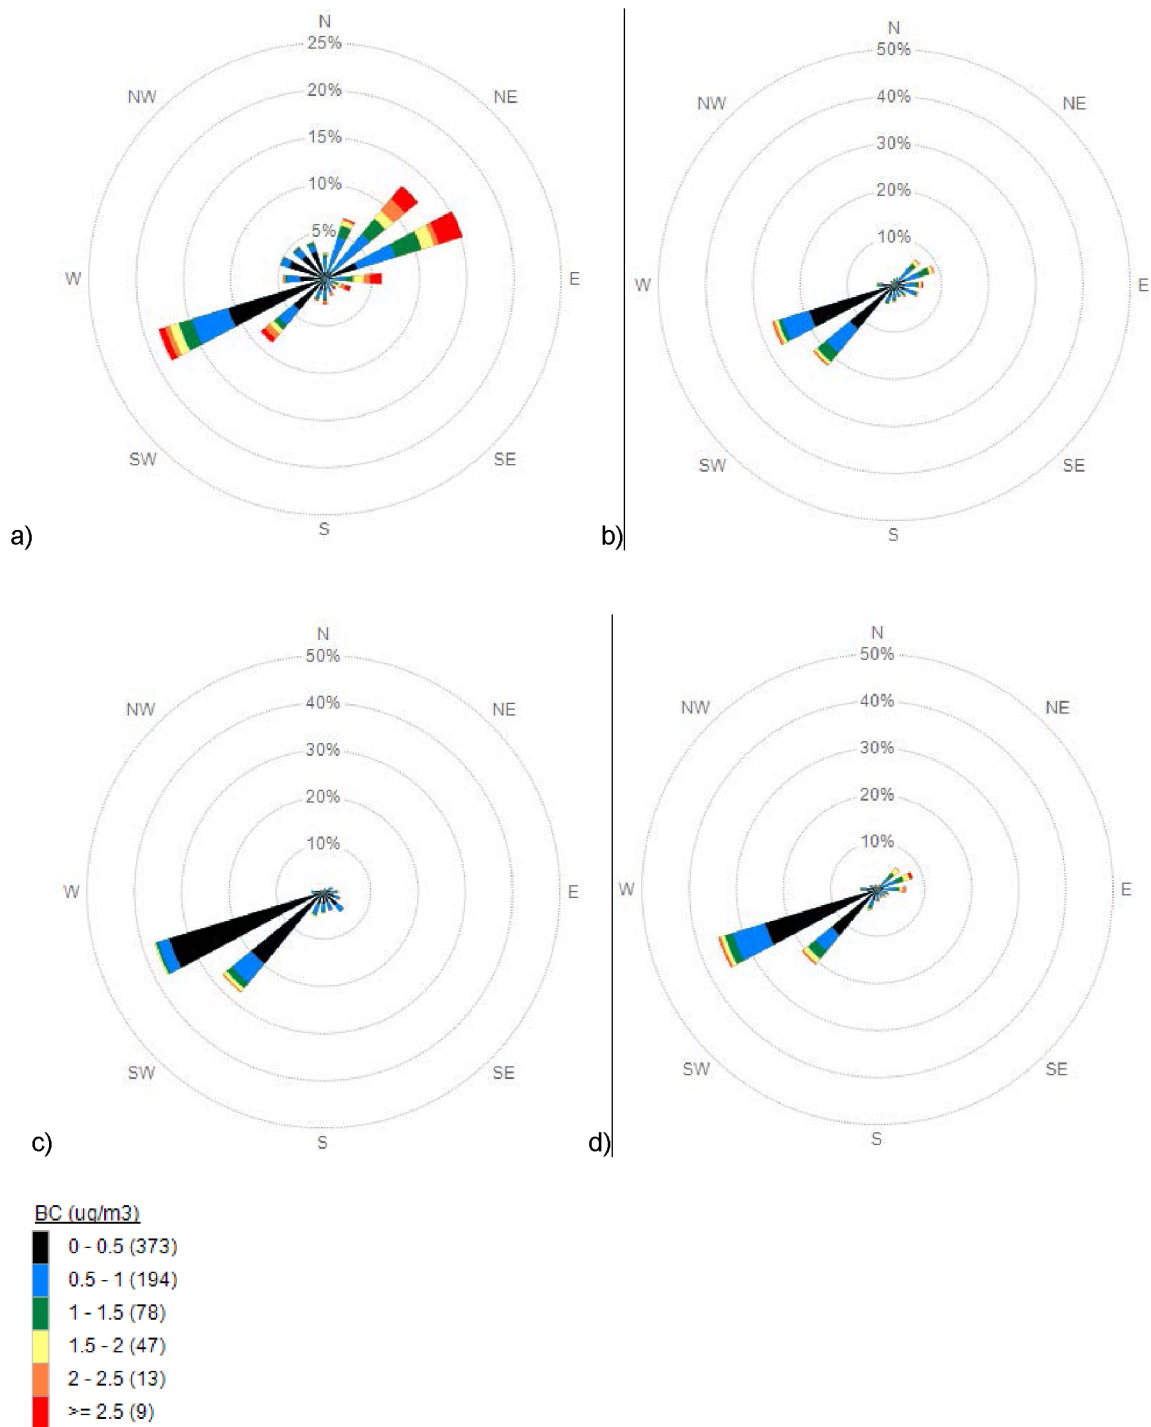 N
25%
NW
NE
20%
15%
10%
5%
W
E
SW
SE
S
a)
N
50%
NW
NE
40%
30%
20%
10%
W
E
SW
SE
S
b)
N
50%
NW
NE
40%
30%
20%
10%
W
E
SW
SE
S
c)
N
50%
NW
NE
40%
30%
20%
10%
W
E
SW
SE
S
d)
BC (ug/m3)
0 - 0.5 (373)
0.5 - 1 (194)
1 - 1.5 (78)
1.5 - 2 (47)
2 - 2.5 (13)
>= 2.5 (9)